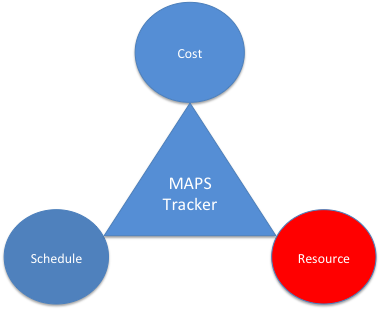 Cost
MAPS
Tracker
Schedule
Resource